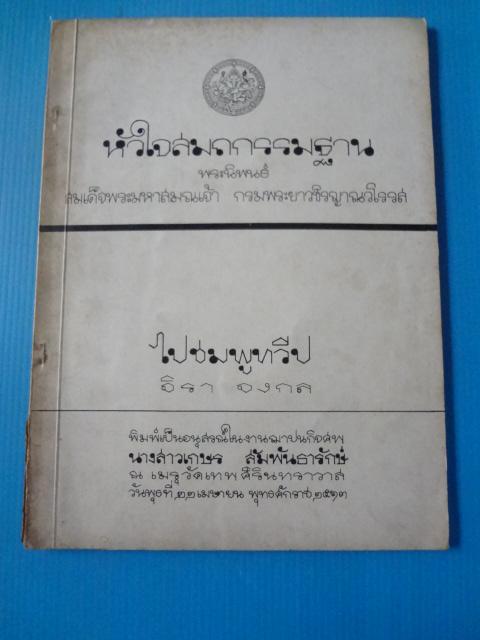 หัวใจสมถกรรมฐาน
พระนิพนธ์
สมเด็จพระมหาสมณเจ้า กรมพระยาวชิรญาณวโรรส
ไปชมพูทวีป
ธิรา องกล
พิมพ์เป็นอนุสรณ์ในงานฌาปนกิจศพ
นางสาวเกษร สัมพันธารักษ์
ณ เมรุวัดเทพศิรินทราวาส
วันพุธที่ ๒๒ เมษายน พุทธศักราช ๒๕๑๓